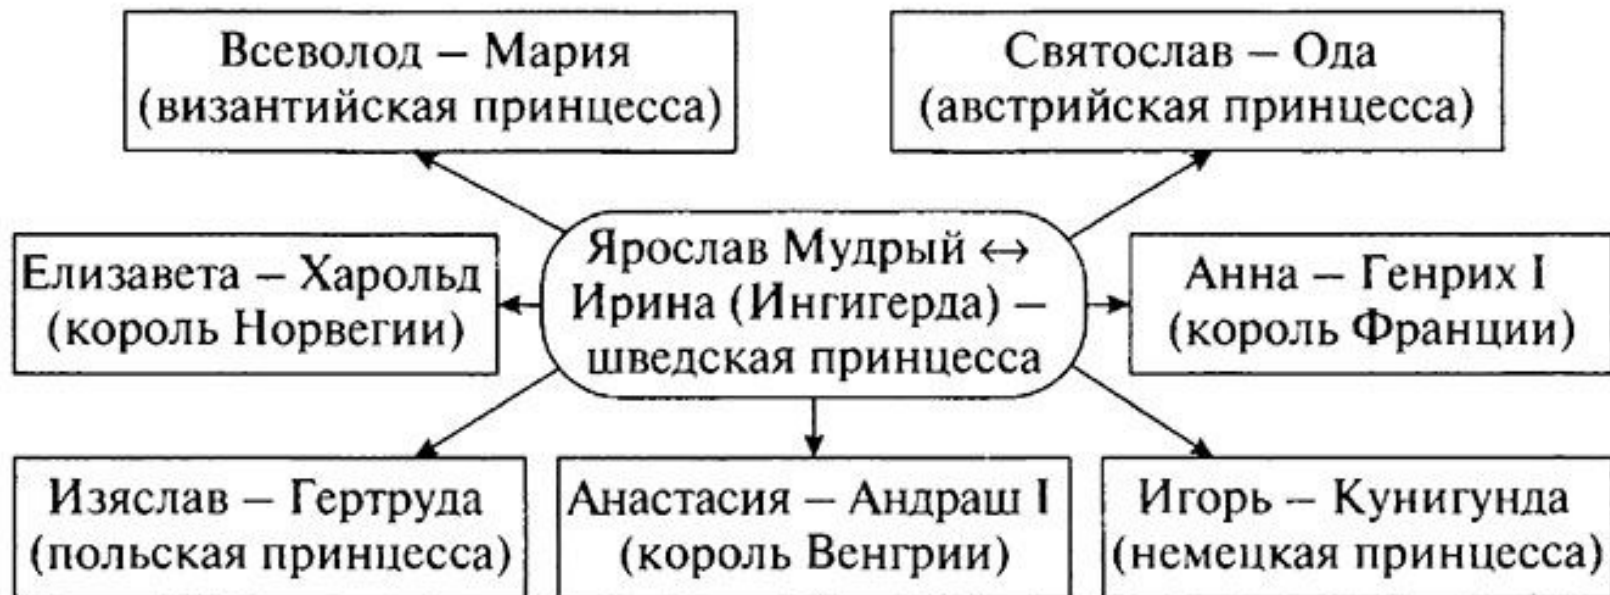 Всеволод – Мария
(византийская принцесса)
Святослав – Ода
(австрийская принцесса)
Елизавета – Харольд
(король Норвегии)
Ярослав Мудрый ↔
Ирина (Ингигерда) –
шведская принцесса
Анна – Генрих I
(король Франции)
Изяслав – Гертруда
(польская принцесса)
Анастасия – Андраш I
(король Венгрии)
Игорь – Кунигунда
(немецкая принцесса)